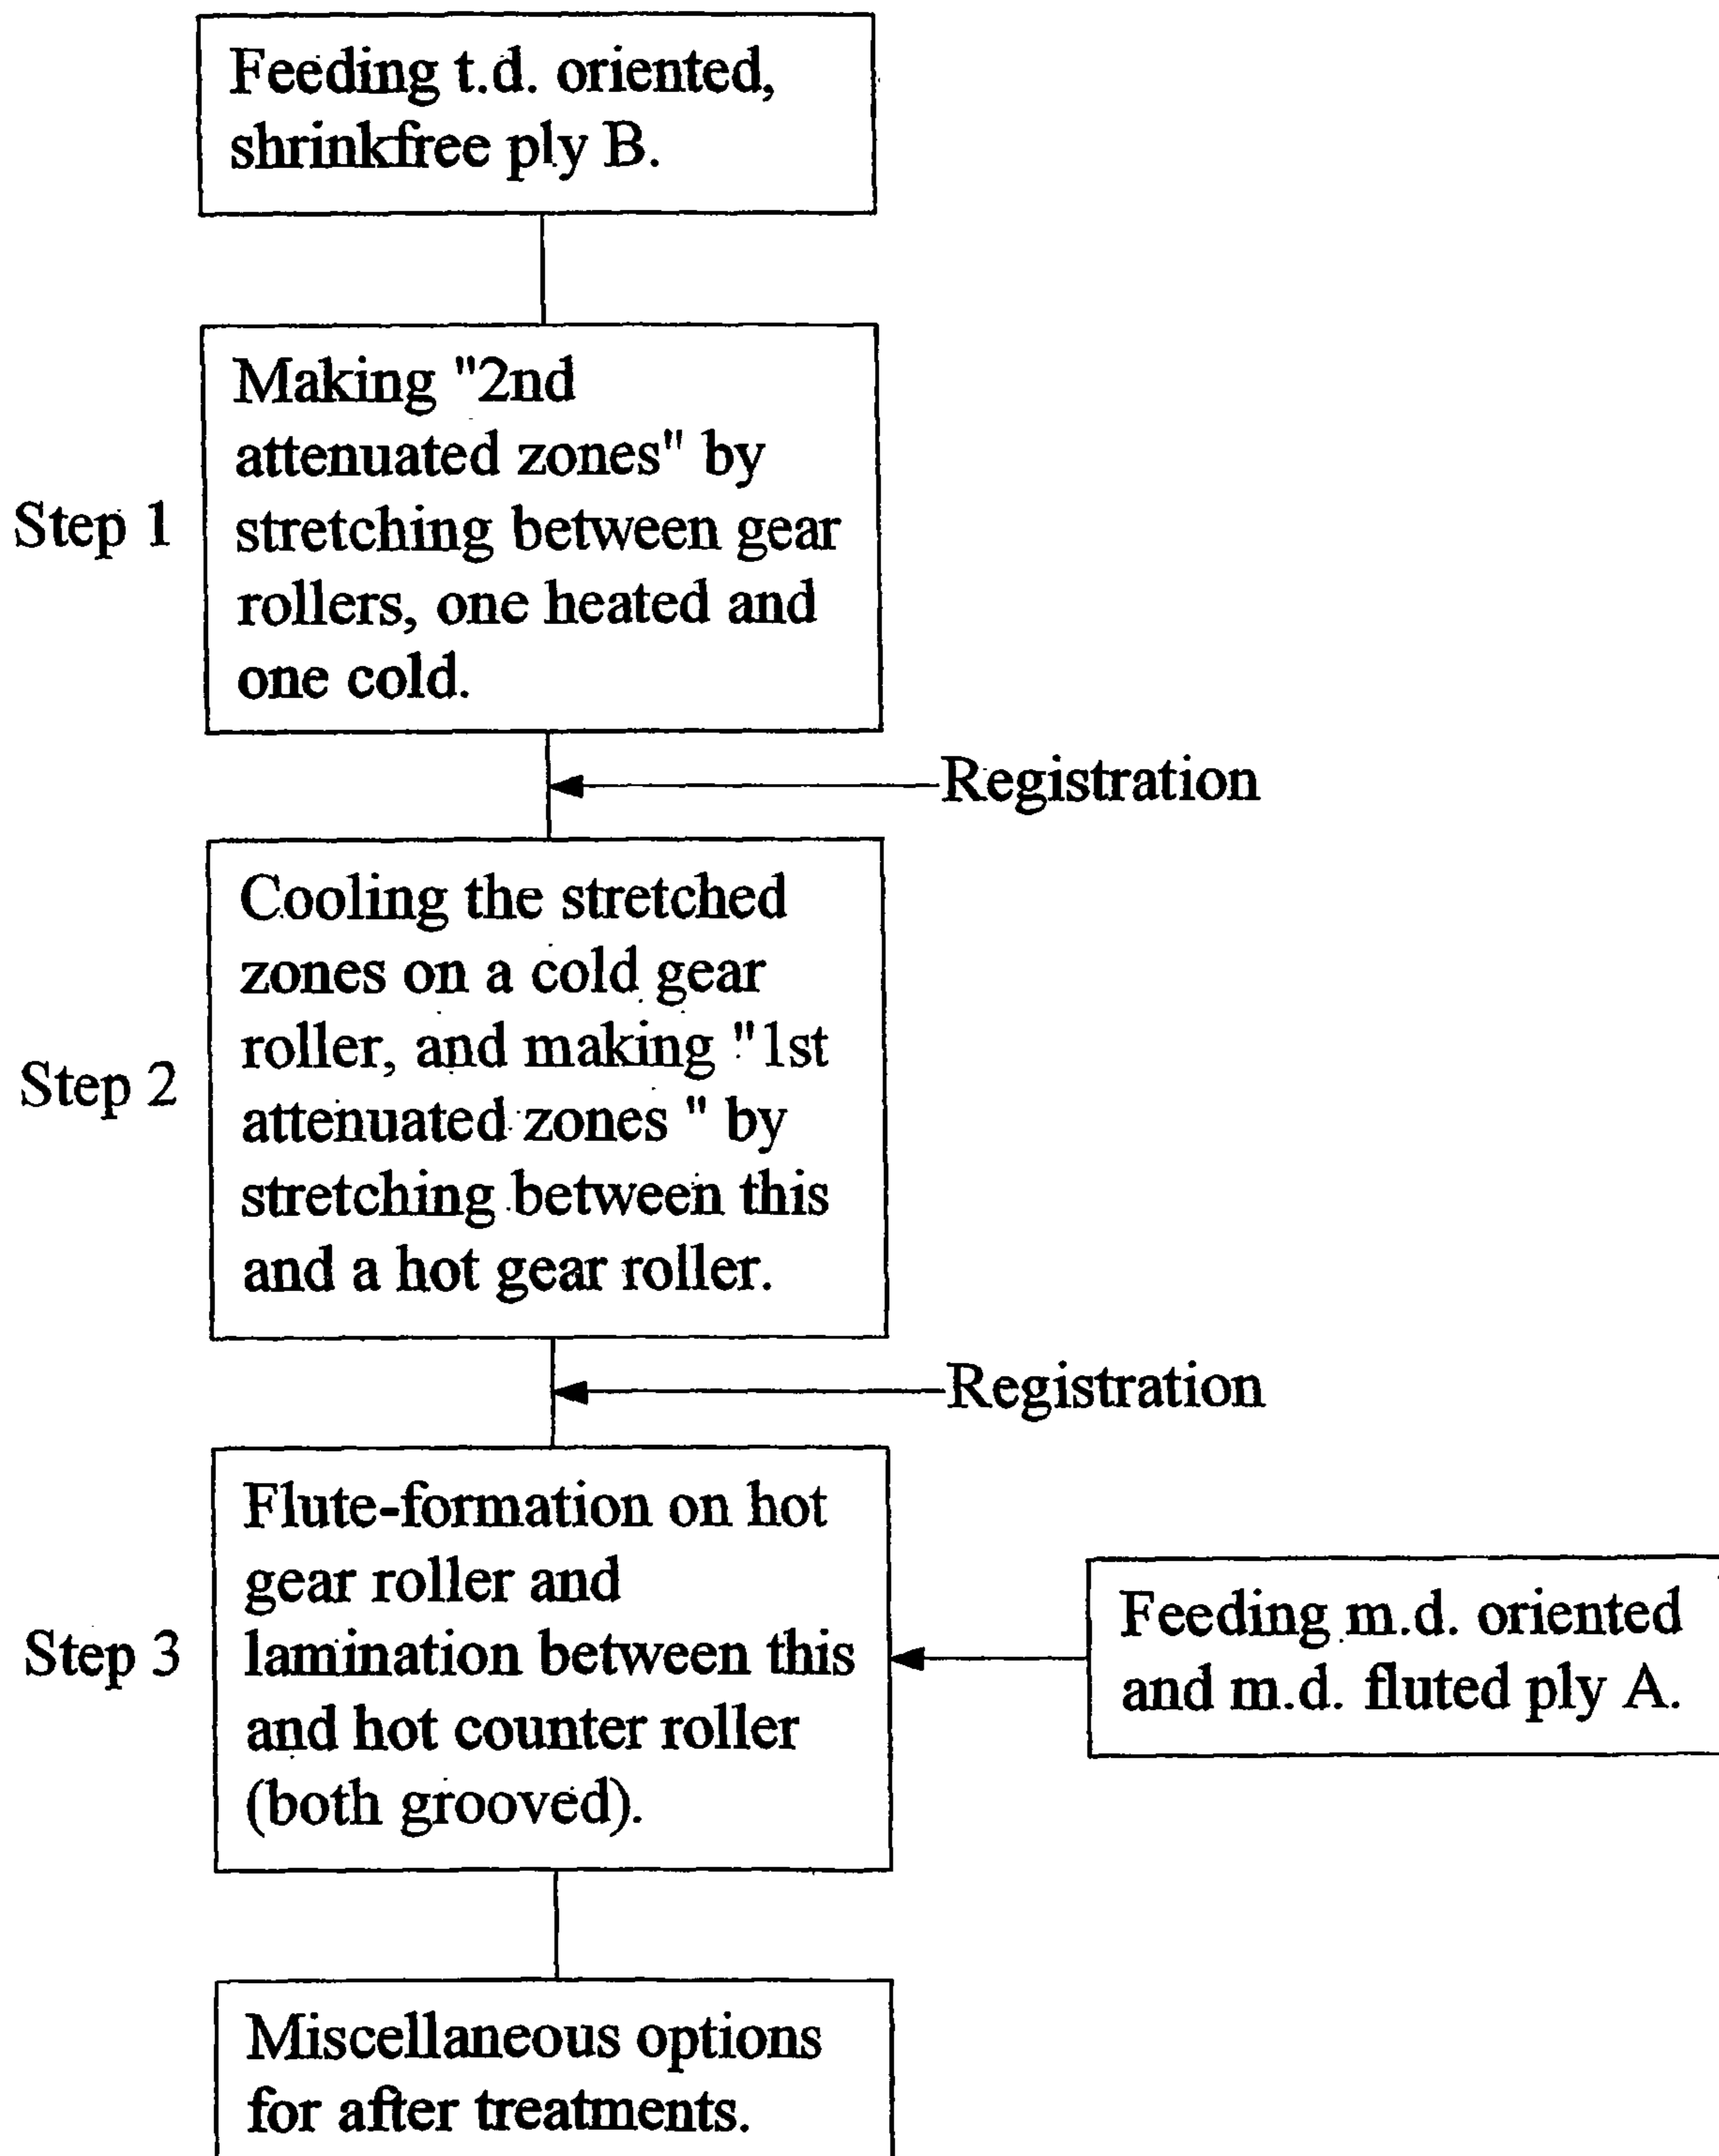 Feeding t.d. oriented,
shrinkfree ply B.
Step 1
Making "2nd
attenuated zones" by
stretching between gear
rollers, one heated and
one cold.
Registration
Step 2
Cooling the stretched
zones on a cold gear
roller, and making "1st
attenuated zones " by
stretching between this
and a hot gear roller.
Registration
Step 3
Flute-formation on hot
gear roller and
lamination between this
and hot counter roller
(both grooved).
Feeding m.d. oriented
and m.d. fluted ply A.
Miscellaneous options
for after treatments.